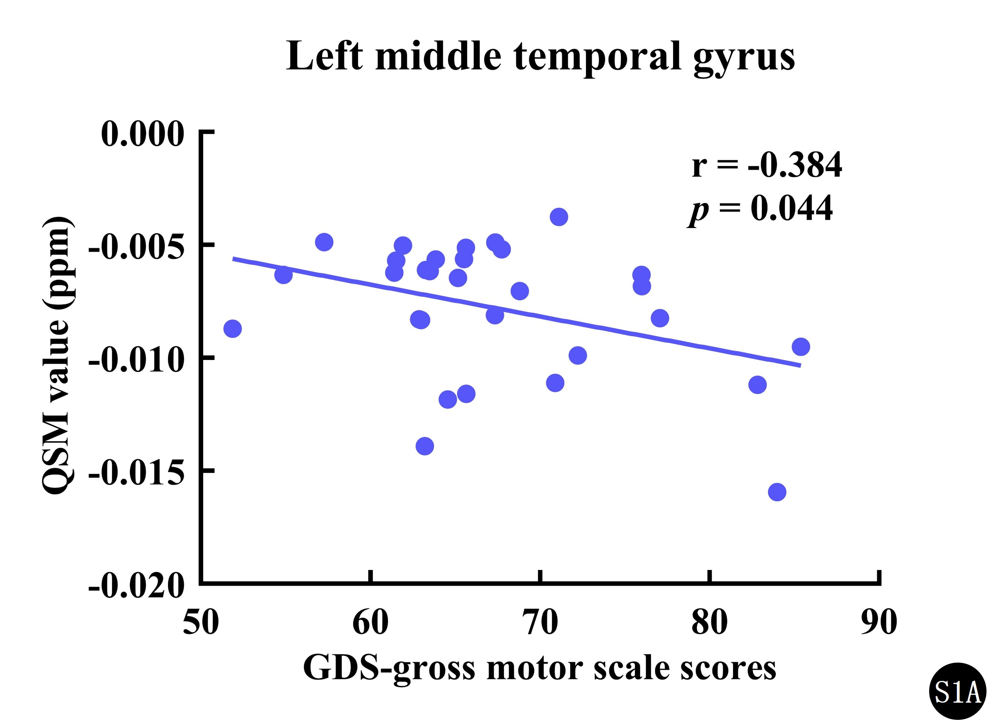 Left middle temporal gyrus
r = -0.384
p = 0.044
QSM value (ppm)
0.000
-0.005
-0.010
-0.015
-0.020
50 60 70 80 90
GDS-gross motor scale scores
S1A